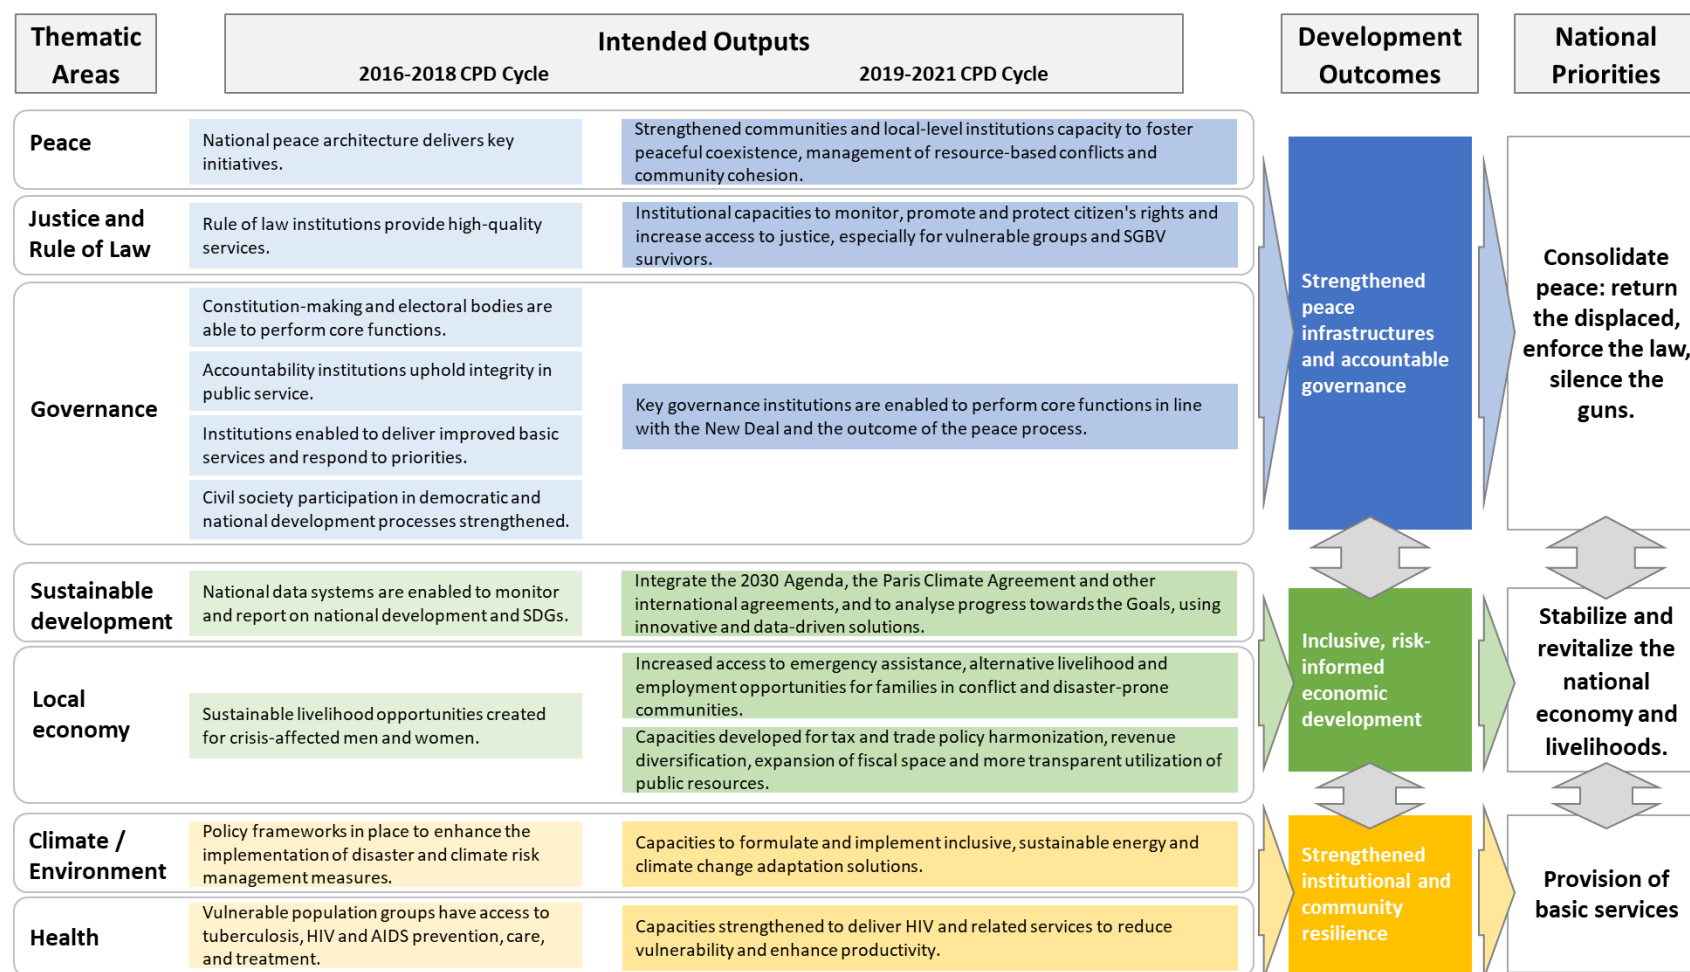 Thematic
Areas
Intended Outputs
2016-2018 CPD Cycle
2019-2021 CPD Cycle
Development
Outcomes
National
Priorities
Peace
National peace architecture delivers key
initiatives.
Strengthened communities and local-level institutions capacity to foster
peaceful coexistence, management of resource-based conflicts and
community cohesion.
Justice and
Rule of Law
Rule of law institutions provide high-quality
services.
Institutional capacities to monitor, promote and protect citizen's rights and
increase access to justice, especially for vulnerable groups and SGBV
survivors.
Governance
Constitution-making and electoral bodies are
able to perform core functions.
Accountability institutions uphold integrity in
public service.
Institutions enabled to deliver improved basic
services and respond to priorities.
Civil society participation in democratic and
national development processes strengthened.
Key governance institutions are enabled to perform core functions in line
with the New Deal and the outcome of the peace process.
Strengthened
peace
infrastructures
and accountable
governance
Consolidate
peace: return
the displaced,
enforce the law,
silence the
guns.
Sustainable
development
National data systems are enabled to monitor
and report on national development and SDGs.
Integrate the 2030 Agenda, the Paris Climate Agreement and other
international agreements, and to analyse progress towards the Goals, using
innovative and data-driven solutions.
Local
economy
Sustainable livelihood opportunities created
for crisis-affected men and women.
Increased access to emergency assistance, alternative livelihood and
employment opportunities for families in conflict and disaster-prone
communities.
Capacities developed for tax and trade policy harmonization, revenue
diversification, expansion of fiscal space and more transparent utilization of
public resources.
Inclusive, risk-
informed
economic
development
Stabilize and
revitalize the
national
economy and
livelihoods.
Climate /
Environment
Policy frameworks in place to enhance the
implementation of disaster and climate risk
management measures.
Capacities to formulate and implement inclusive, sustainable energy and
climate change adaptation solutions.
Health
Vulnerable population groups have access to
tuberculosis, HIV and AIDS prevention, care,
and treatment.
Capacities strengthened to deliver HIV and related services to reduce
vulnerability and enhance productivity.
Strengthened
institutional and
community
resilience
Provision of
basic services